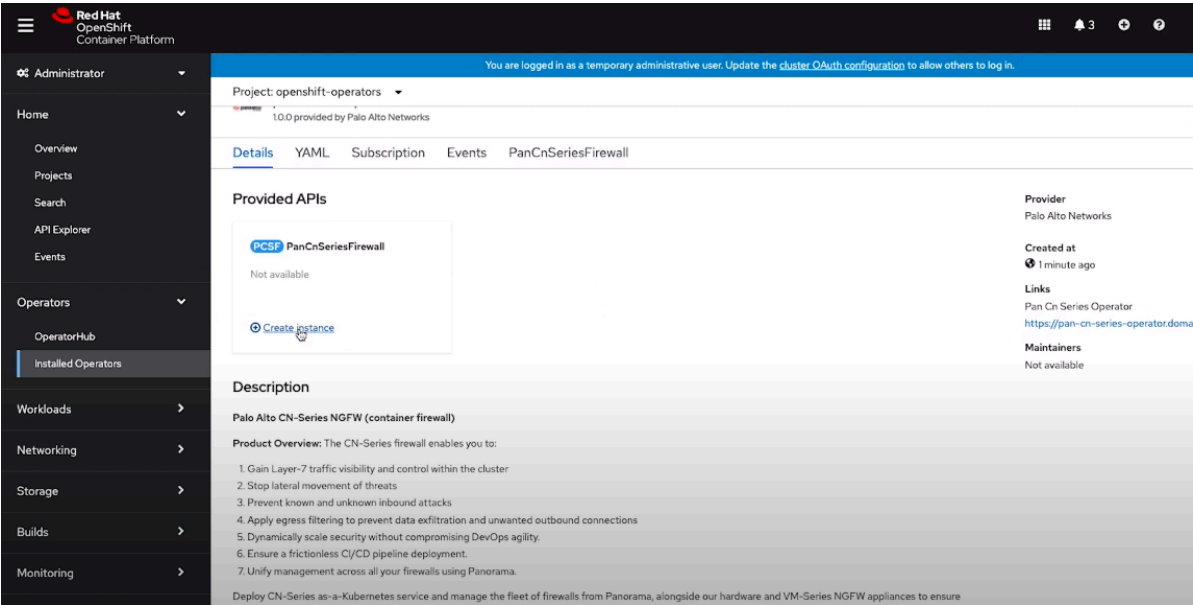 Red Hat
OpenShift
Container Platform
3
Administrator
You are logged in as a temporary administrative user. Update the cluster OAuth configuration to allow others to log in.
Project: openshift-operators
1.0.0 provided by Palo Alto Networks
Home
Overview
Projects
Search
API Explorer
Events
Operators
OperatorHub
Installed Operators
Workloads
Networking
Storage
Builds
Monitoring
Details YAML Subscription Events PanCnSeriesFirewall
Provided APIs
PCSF PanCnSeriesFirewall
Not available
Create instance
Provider
Palo Alto Networks
Created at
1 minute ago
Links
Pan Cn Series Operator
https://pan-cn-series-operator.doma
Maintainers
Not available
Description
Palo Alto CN-Series NGFW (container firewall)
Product Overview: The CN-Series firewall enables you to:
1. Gain Layer-7 traffic visibility and control within the cluster
2. Stop lateral movement of threats
3. Prevent known and unknown inbound attacks
4. Apply egress filtering to prevent data exfiltration and unwanted outbound connections
5. Dynamically scale security without compromising DevOps agility.
6. Ensure a frictionless CI/CD pipeline deployment.
7. Unify management across all your firewalls using Panorama.
Deploy CN-Series as-a-Kubernetes service and manage the fleet of firewalls from Panorama, alongside our hardware and VM-Series NGFW appliances to ensure